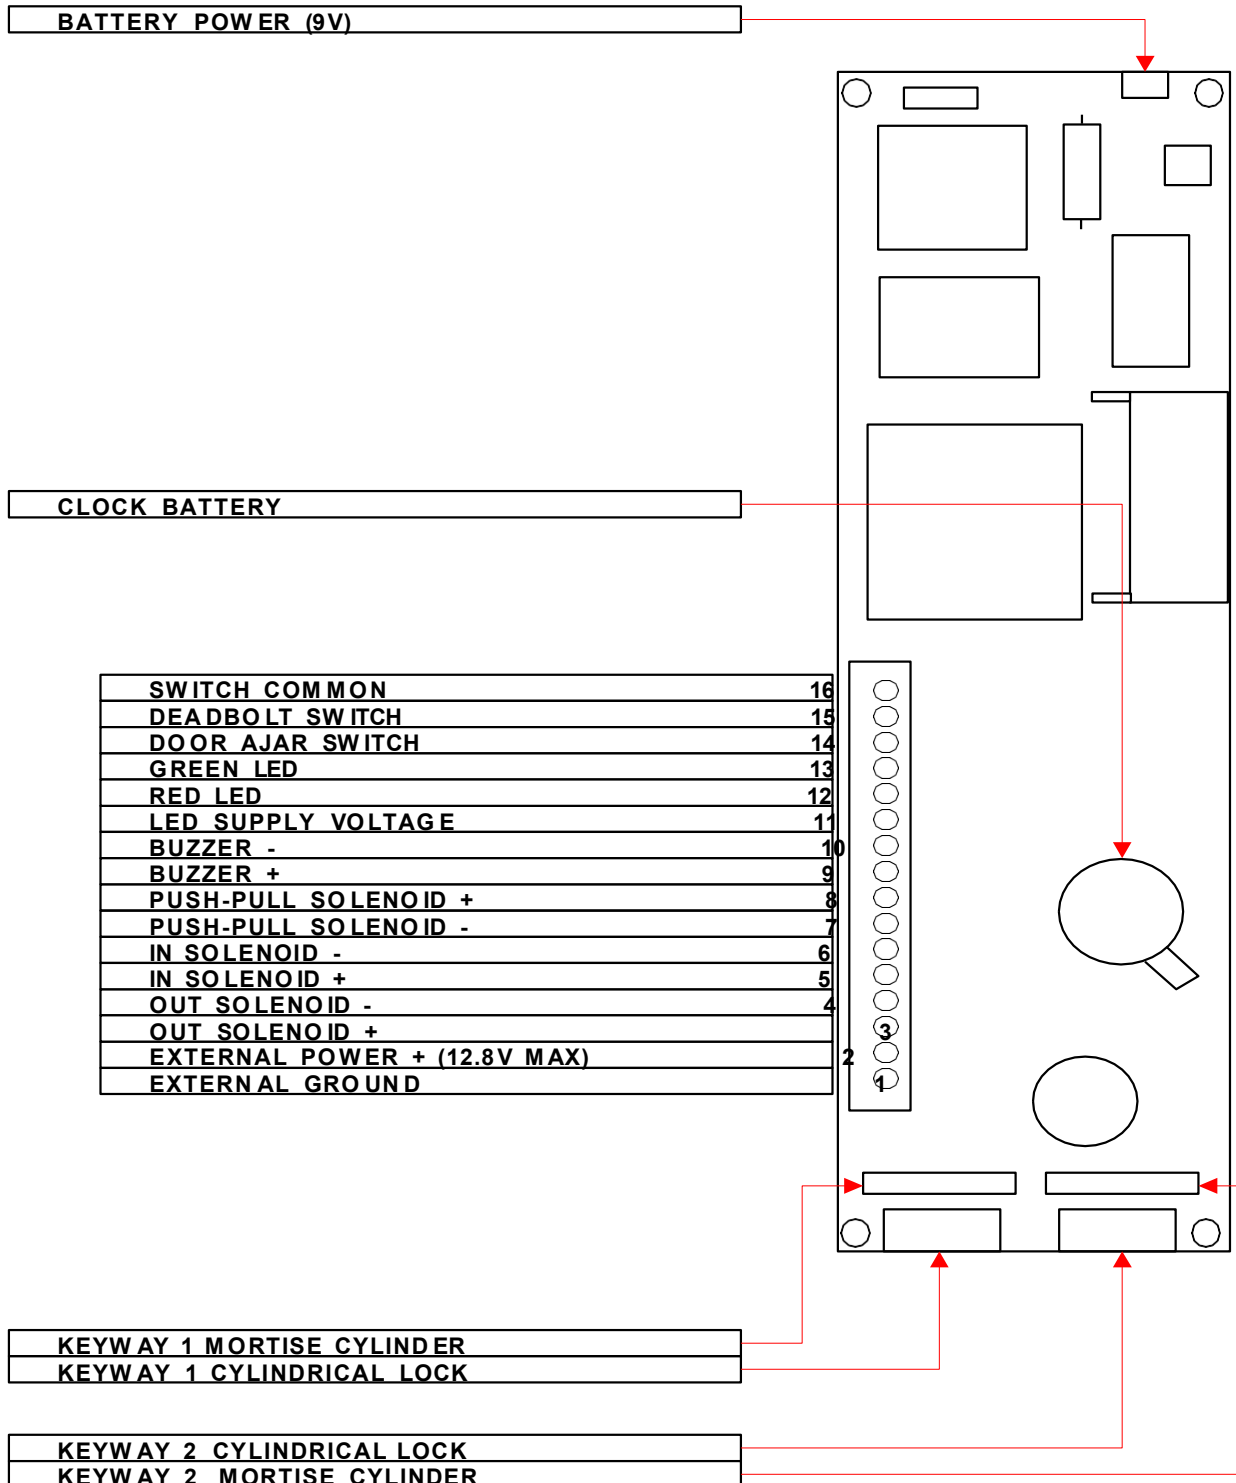 BATTERY POWER (9V)
CLOCK BATTERY
SWITCH COMMON 16
DEADBOLT SWITCH 15
DOOR AJAR SWITCH 14
GREEN LED 13
RED LED 12
LED SUPPLY VOLTAGE 11
BUZZER - 10
BUZZER + 9
PUSH-PULL SOLENOID + 8
PUSH-PULL SOLENOID - 7
IN SOLENOID - 6
IN SOLENOID + 5
OUT SOLENOID - 4
OUT SOLENOID + 3
EXTERNAL POWER + (12.8V MAX) 2
EXTERNAL GROUND 1
KEYWAY 1 MORTISE CYLINDER
KEYWAY 1 CYLINDRICAL LOCK
KEYWAY 2 CYLINDRICAL LOCK
KEYWAY 2 MORTISE CYLINDER